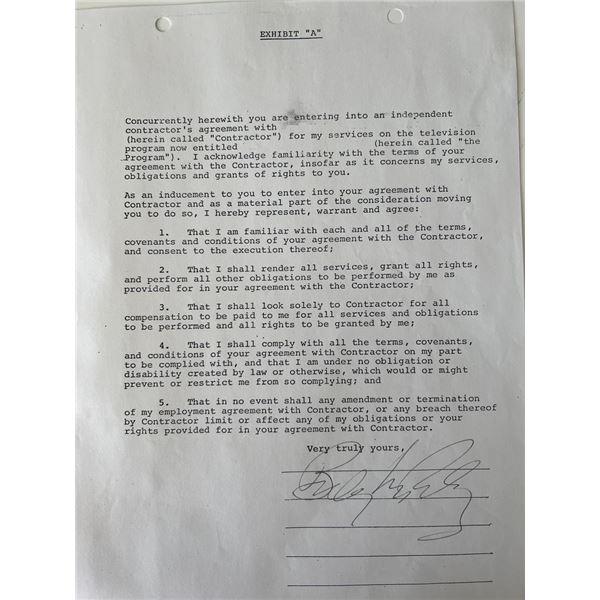 EXHIBIT "A"
Concurrently herewith you are entering into an independent
contractor's agreement with
(herein called "Contractor") for my services on the television
program now entitled (herein called "the
Program"). I acknowledge familiarity with the terms of your
agreement with the Contractor, insofar as it concerns my services,
obligations and grants of rights to you.
As an inducement to you to enter into your agreement with
Contractor and as a material part of the consideration moving
you to do so, I hereby represent, warrant and agree:
1. That I am familiar with each and all of the terms,
covenants and conditions of your agreement with the Contractor,
and consent to the execution thereof;
2. That I shall render all services, grant all rights,
and perform all other obligations to be performed by me as
provided for in your agreement with the Contractor;
3. That I shall look solely to Contractor for all
compensation to be paid to me for all services and obligations
to be performed and all rights to be granted by me;
4. That I shall comply with all the terms, covenants,
and conditions of your agreement with Contractor on my part
to be complied with, and that I am under no obligation or
disability created by law or otherwise, which would or might
prevent or restrict me from so complying; and
5. That in no event shall any amendment or termination
of my employment agreement with Contractor, or any breach thereof
by Contractor limit or affect any of my obligations or your
rights provided for in your agreement with Contractor.
Very truly yours,